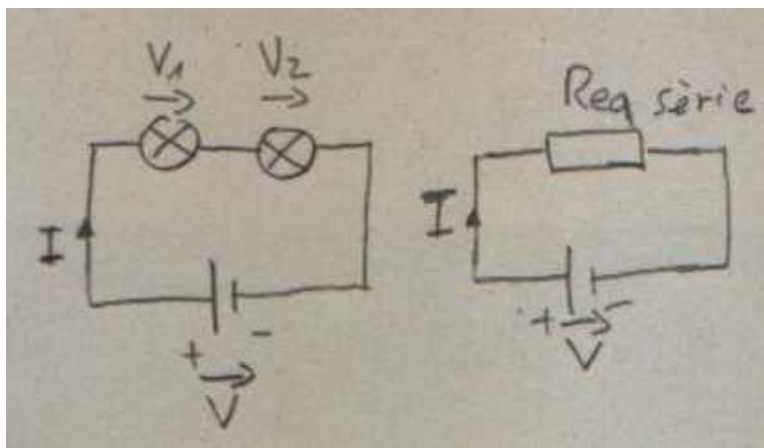 V1 V2
I
+ -
V
Req série
I
+ -
V